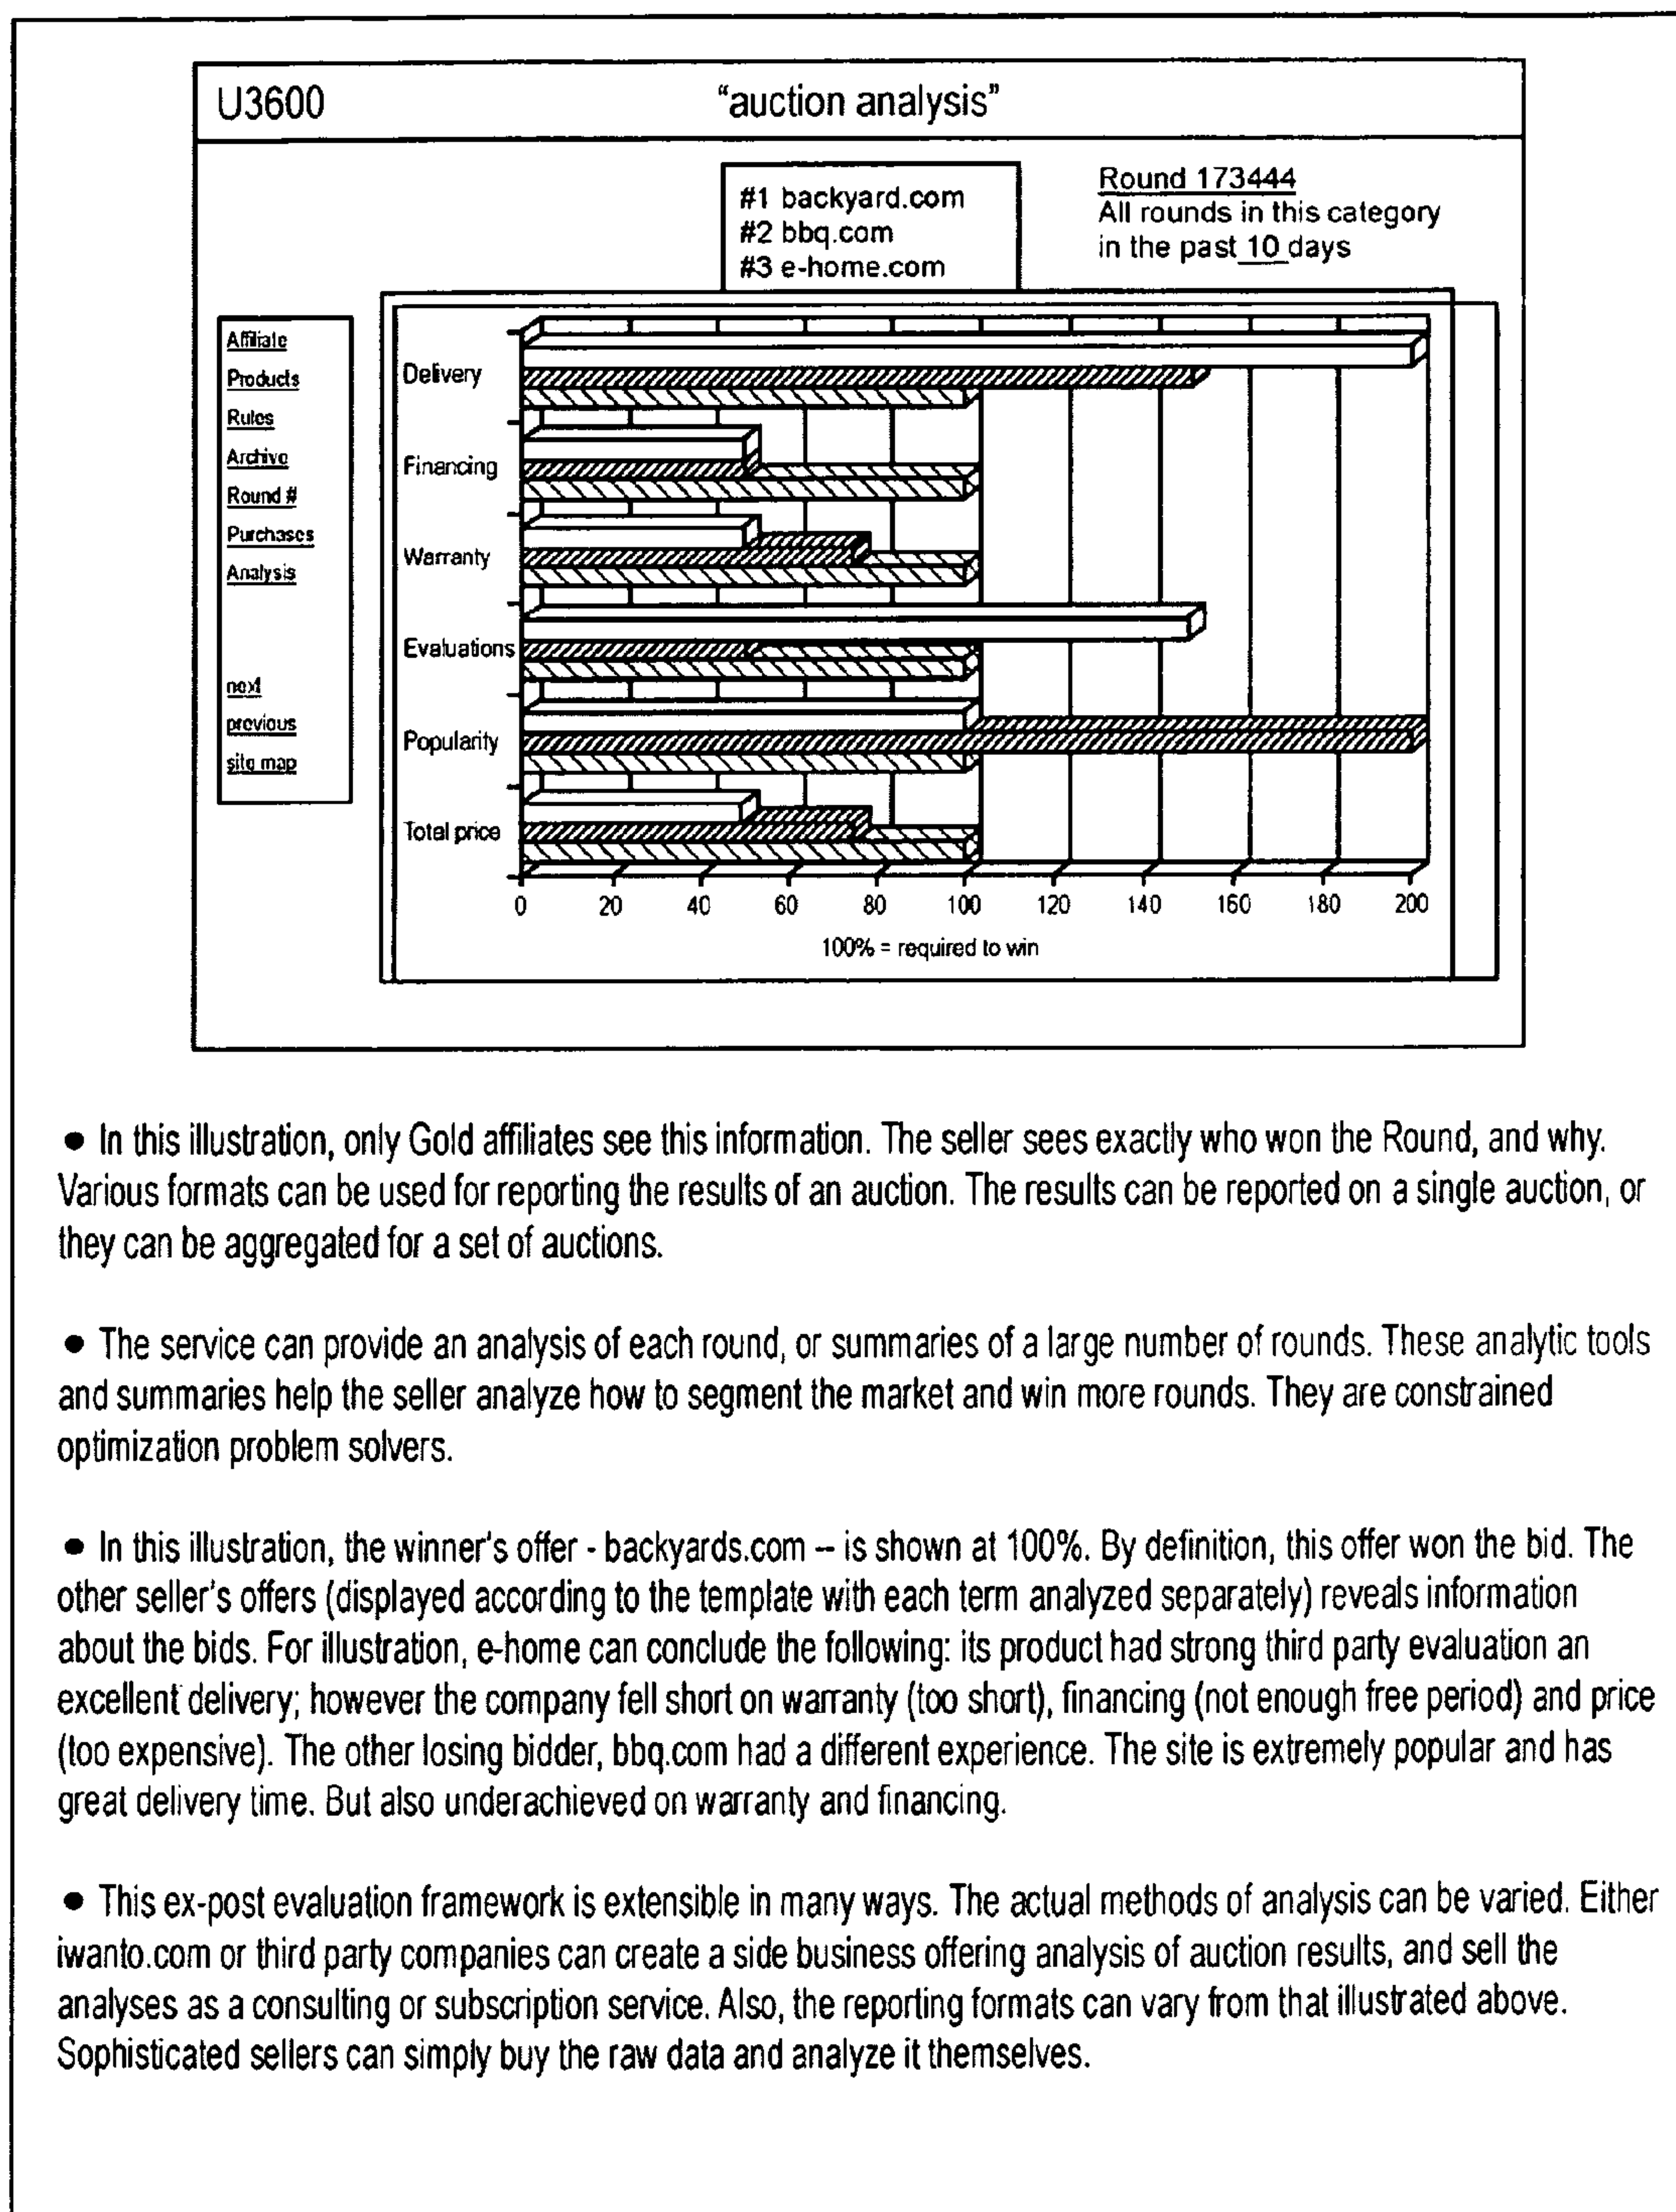 U3600 "auction analysis"
#1 backyard.com
#2 bbq.com
#3 e-home.com
Round 173444
All rounds in this category
in the past 10 days
Affiliate
Products
Rules
Archive
Round #
Purchases
Analysis
next
previous
site map
Delivery
Financing
Warranty
Evaluations
Popularity
Total price
0 20 40 60 80 100 120 140 160 180 200
100% = required to win
• In this illustration, only Gold affiliates see this information. The seller sees exactly who won the Round, and why.
Various formats can be used for reporting the results of an auction. The results can be reported on a single auction, or
they can be aggregated for a set of auctions.
• The service can provide an analysis of each round, or summaries of a large number of rounds. These analytic tools
and summaries help the seller analyze how to segment the market and win more rounds. They are constrained
optimization problem solvers.
• In this illustration, the winner's offer - backyards.com – is shown at 100%. By definition, this offer won the bid. The
other seller's offers (displayed according to the template with each term analyzed separately) reveals information
about the bids. For illustration, e-home can conclude the following: its product had strong third party evaluation an
excellent delivery; however the company fell short on warranty (too short), financing (not enough free period) and price
(too expensive). The other losing bidder, bbq.com had a different experience. The site is extremely popular and has
great delivery time. But also underachieved on warranty and financing.
• This ex-post evaluation framework is extensible in many ways. The actual methods of analysis can be varied. Either
iwanto.com or third party companies can create a side business offering analysis of auction results, and sell the
analyses as a consulting or subscription service. Also, the reporting formats can vary from that illustrated above.
Sophisticated sellers can simply buy the raw data and analyze it themselves.